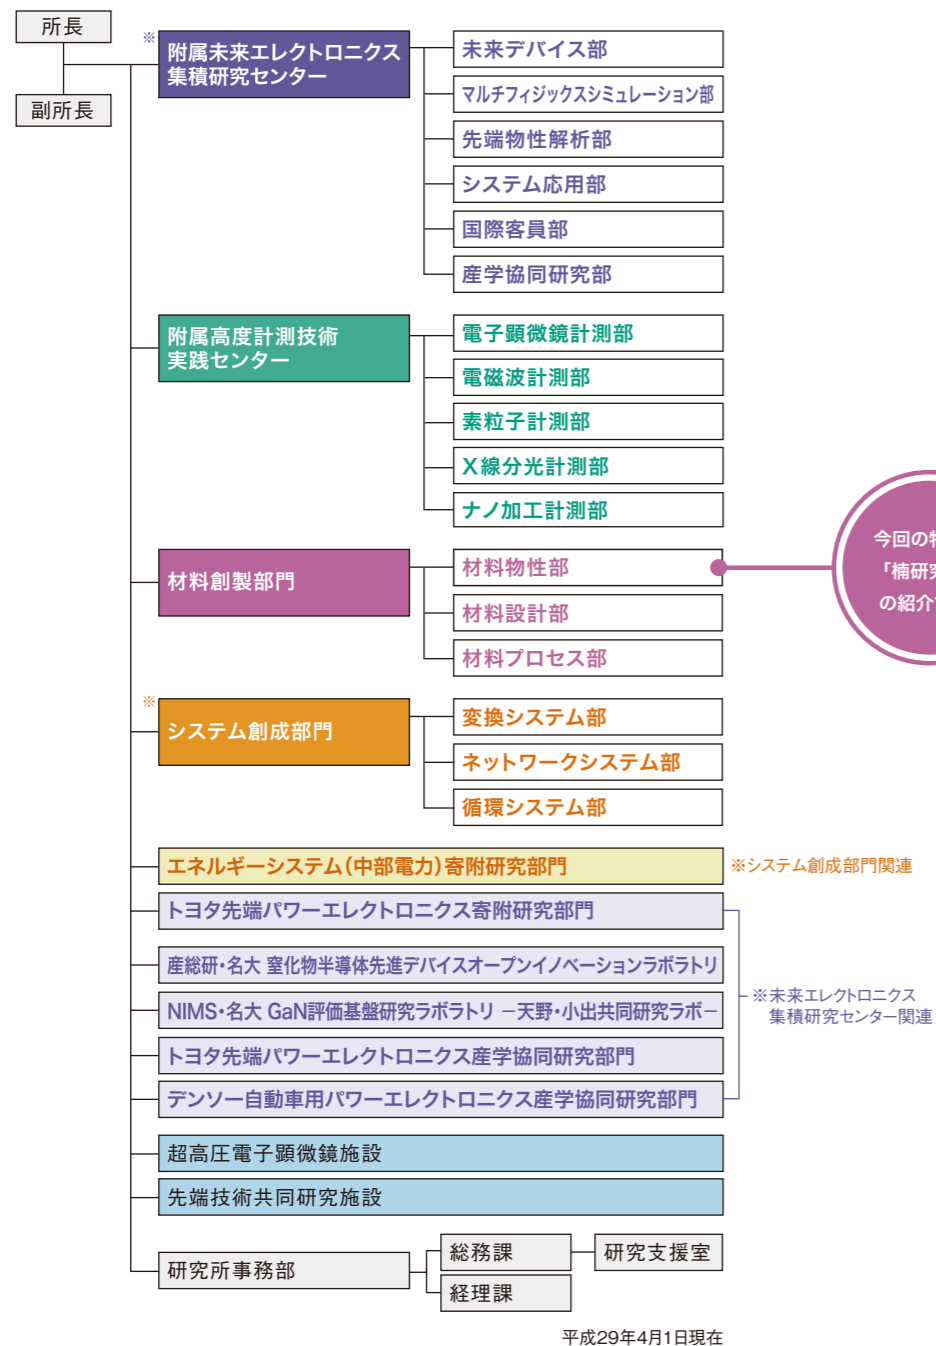 所長
副所長
※
附属未来エレクトロニクス
集積研究センター
未来デバイス部
マルチフィジックスシミュレーション部
先端物性解析部
システム応用部
国際客員部
産学協同研究部
附属高度計測技術
実践センター
電子顕微鏡計測部
電磁波計測部
素粒子計測部
X線分光計測部
ナノ加工計測部
材料創製部門
材料物性部
材料設計部
材料プロセス部
今回の
「楠研
の紹介
※
システム創成部門
変換システム部
ネットワークシステム部
循環システム部
エネルギーシステム(中部電力)寄附研究部門
※システム創成部門関連
トヨタ先端パワーエレクトロニクス寄附研究部門
産総研・名大 窒化物半導体先進デバイスオープンイノベーションラボラトリ
NIMS・名大 GaN評価基盤研究ラボラトリ −天野・小出共同研究ラボ−
トヨタ先端パワーエレクトロニクス産学協同研究部門
デンソー自動車用パワーエレクトロニクス産学協同研究部門
※未来エレクトロニクス
集積研究センター関連
超高圧電子顕微鏡施設
先端技術共同研究施設
研究所事務部
総務課
研究支援室
経理課
平成29年4月1日現在